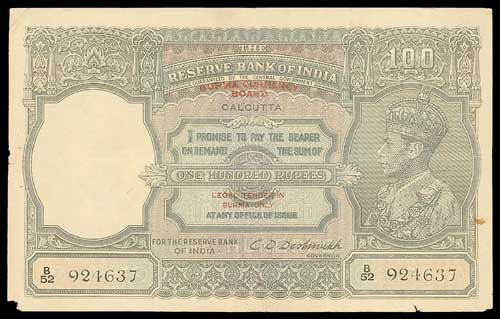 THE
100
RESERVE BANK OF INDIA
GUARANTEED BY THE CENTRAL GOVERNMENT
BURMA CURRENCY
BOARD
CALCUTTA
I PROMISE TO PAY THE BEARER
ON DEMAND THE SUM OF
ONE HUNDRED RUPEES
LEGAL TENDER IN
BURMA ONLY
AT ANY OFFICE OF ISSUE
FOR THE RESERVE BANK
OF INDIA
C. D. Deshmukh
GOVERNOR
B/52 924637
B/52 924637